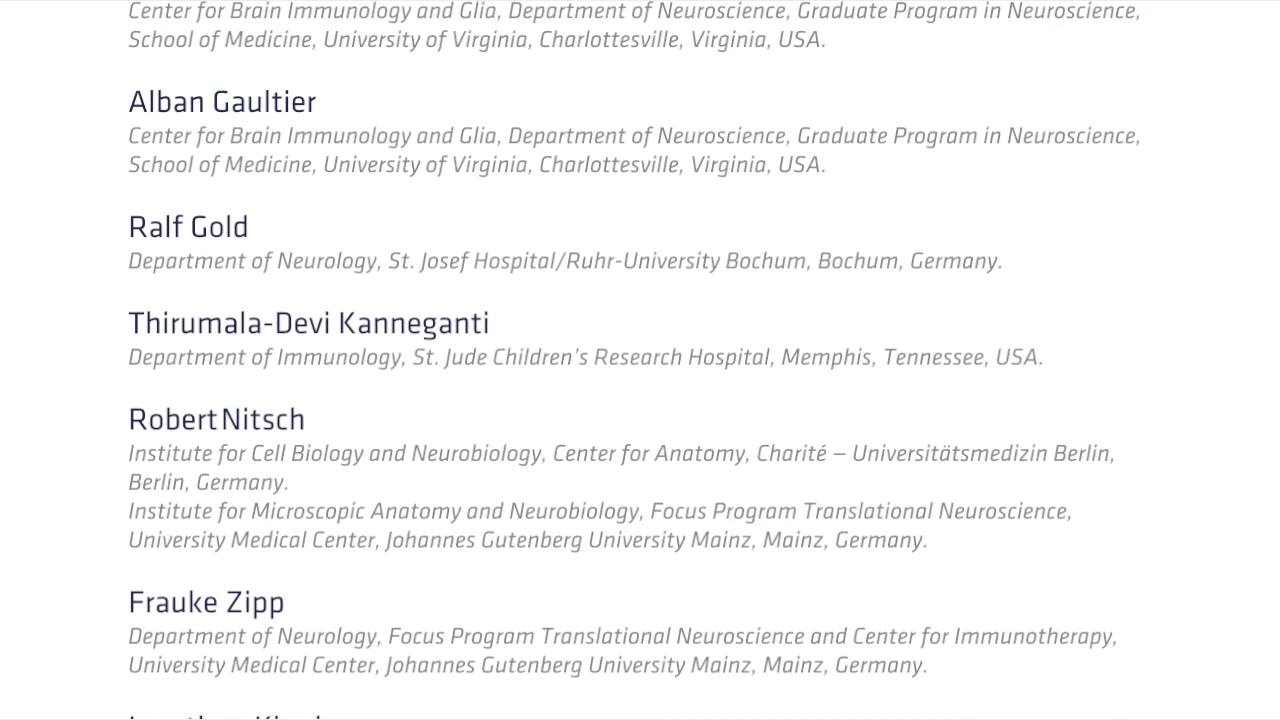 Center for Brain Immunology and Glia, Department of Neuroscience, Graduate Program in Neuroscience,
School of Medicine, University of Virginia, Charlottesville, Virginia, USA.
Alban Gaultier
Center for Brain Immunology and Glia, Department of Neuroscience, Graduate Program in Neuroscience,
School of Medicine, University of Virginia, Charlottesville, Virginia, USA.
Ralf Gold
Department of Neurology, St. Josef Hospital/Ruhr-University Bochum, Bochum, Germany.
Thirumala-Devi Kanneganti
Department of Immunology, St. Jude Children’s Research Hospital, Memphis, Tennessee, USA.
Robert Nitsch
Institute for Cell Biology and Neurobiology, Center for Anatomy, Charité – Universitätsmedizin Berlin,
Berlin, Germany.
Institute for Microscopic Anatomy and Neurobiology, Focus Program Translational Neuroscience,
University Medical Center, Johannes Gutenberg University Mainz, Mainz, Germany.
Frauke Zipp
Department of Neurology, Focus Program Translational Neuroscience and Center for Immunotherapy,
University Medical Center, Johannes Gutenberg University Mainz, Mainz, Germany.